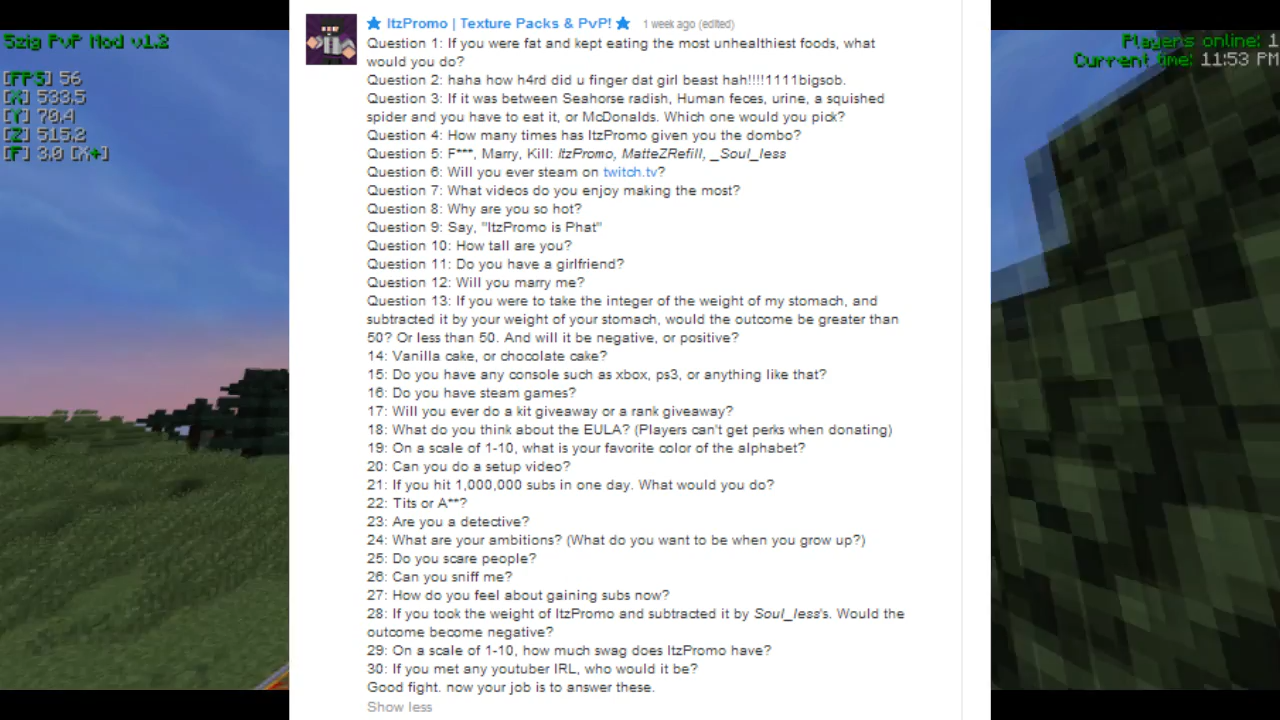 5zig PvP Mod v1.2
[FPS] 56
[X] 533.5
[Y] 79.4
[Z] 515.2
[F] 3.0 [X+]
Players online: 1
Current time: 11:53 PM
★ ItzPromo | Texture Packs & PvP! ★ 1 week ago (edited)
Question 1: If you were fat and kept eating the most unhealthiest foods, what
would you do?
Question 2: haha how h4rd did u finger dat girl beast hah!!!!1111bigsob.
Question 3: If it was between Seahorse radish, Human feces, urine, a squished
spider and you have to eat it, or McDonalds. Which one would you pick?
Question 4: How many times has ItzPromo given you the dombo?
Question 5: F***, Marry, Kill: ItzPromo, MatteZRefill, _Soul_less
Question 6: Will you ever steam on twitch.tv?
Question 7: What videos do you enjoy making the most?
Question 8: Why are you so hot?
Question 9: Say, "ItzPromo is Phat"
Question 10: How tall are you?
Question 11: Do you have a girlfriend?
Question 12: Will you marry me?
Question 13: If you were to take the integer of the weight of my stomach, and
subtracted it by your weight of your stomach, would the outcome be greater than
50? Or less than 50. And will it be negative, or positive?
14: Vanilla cake, or chocolate cake?
15: Do you have any console such as xbox, ps3, or anything like that?
16: Do you have steam games?
17: Will you ever do a kit giveaway or a rank giveaway?
18: What do you think about the EULA? (Players can't get perks when donating)
19: On a scale of 1-10, what is your favorite color of the alphabet?
20: Can you do a setup video?
21: If you hit 1,000,000 subs in one day. What would you do?
22: Tits or A**?
23: Are you a detective?
24: What are your ambitions? (What do you want to be when you grow up?)
25: Do you scare people?
26: Can you sniff me?
27: How do you feel about gaining subs now?
28: If you took the weight of ItzPromo and subtracted it by Soul_less's. Would the
outcome become negative?
29: On a scale of 1-10, how much swag does ItzPromo have?
30: If you met any youtuber IRL, who would it be?
Good fight. now your job is to answer these.
Show less